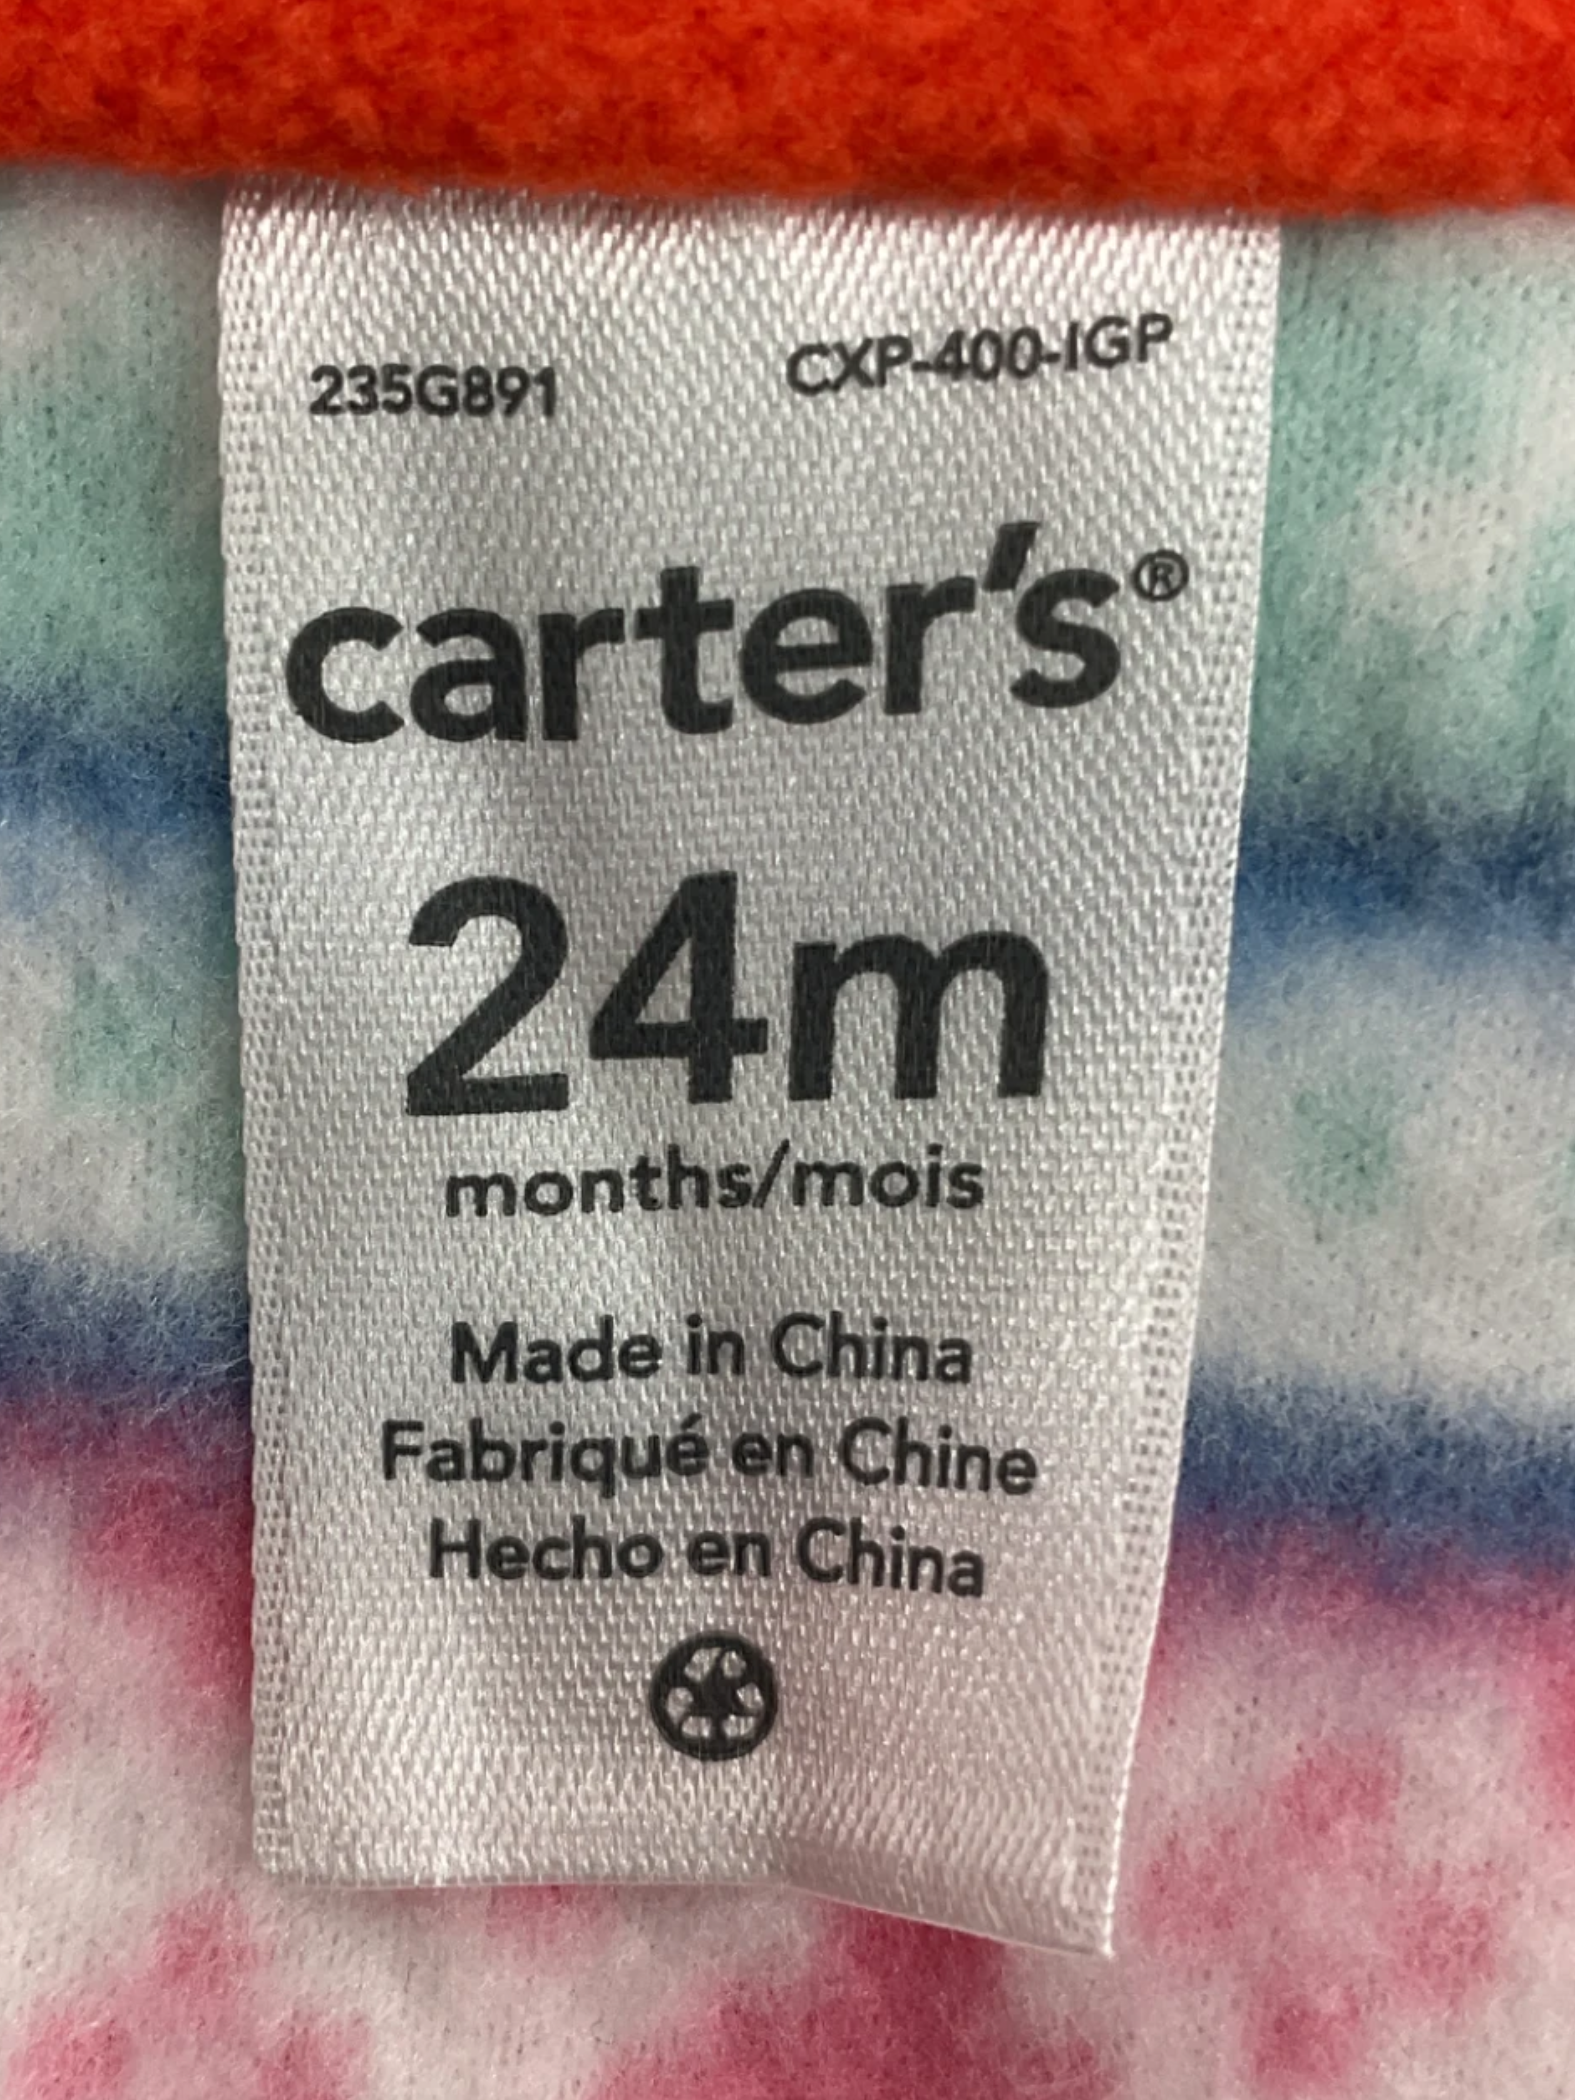 235G891 CXP-400-IGP
carter's®
24m
months/mois
Made in China
Fabriqué en Chine
Hecho en China